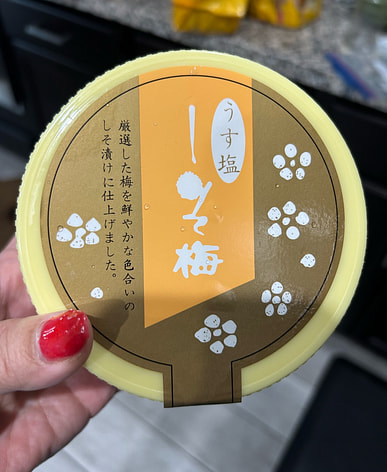 うす塩
しそ梅
厳選した梅を鮮やかな色合いの
しそ漬けに仕上げました。